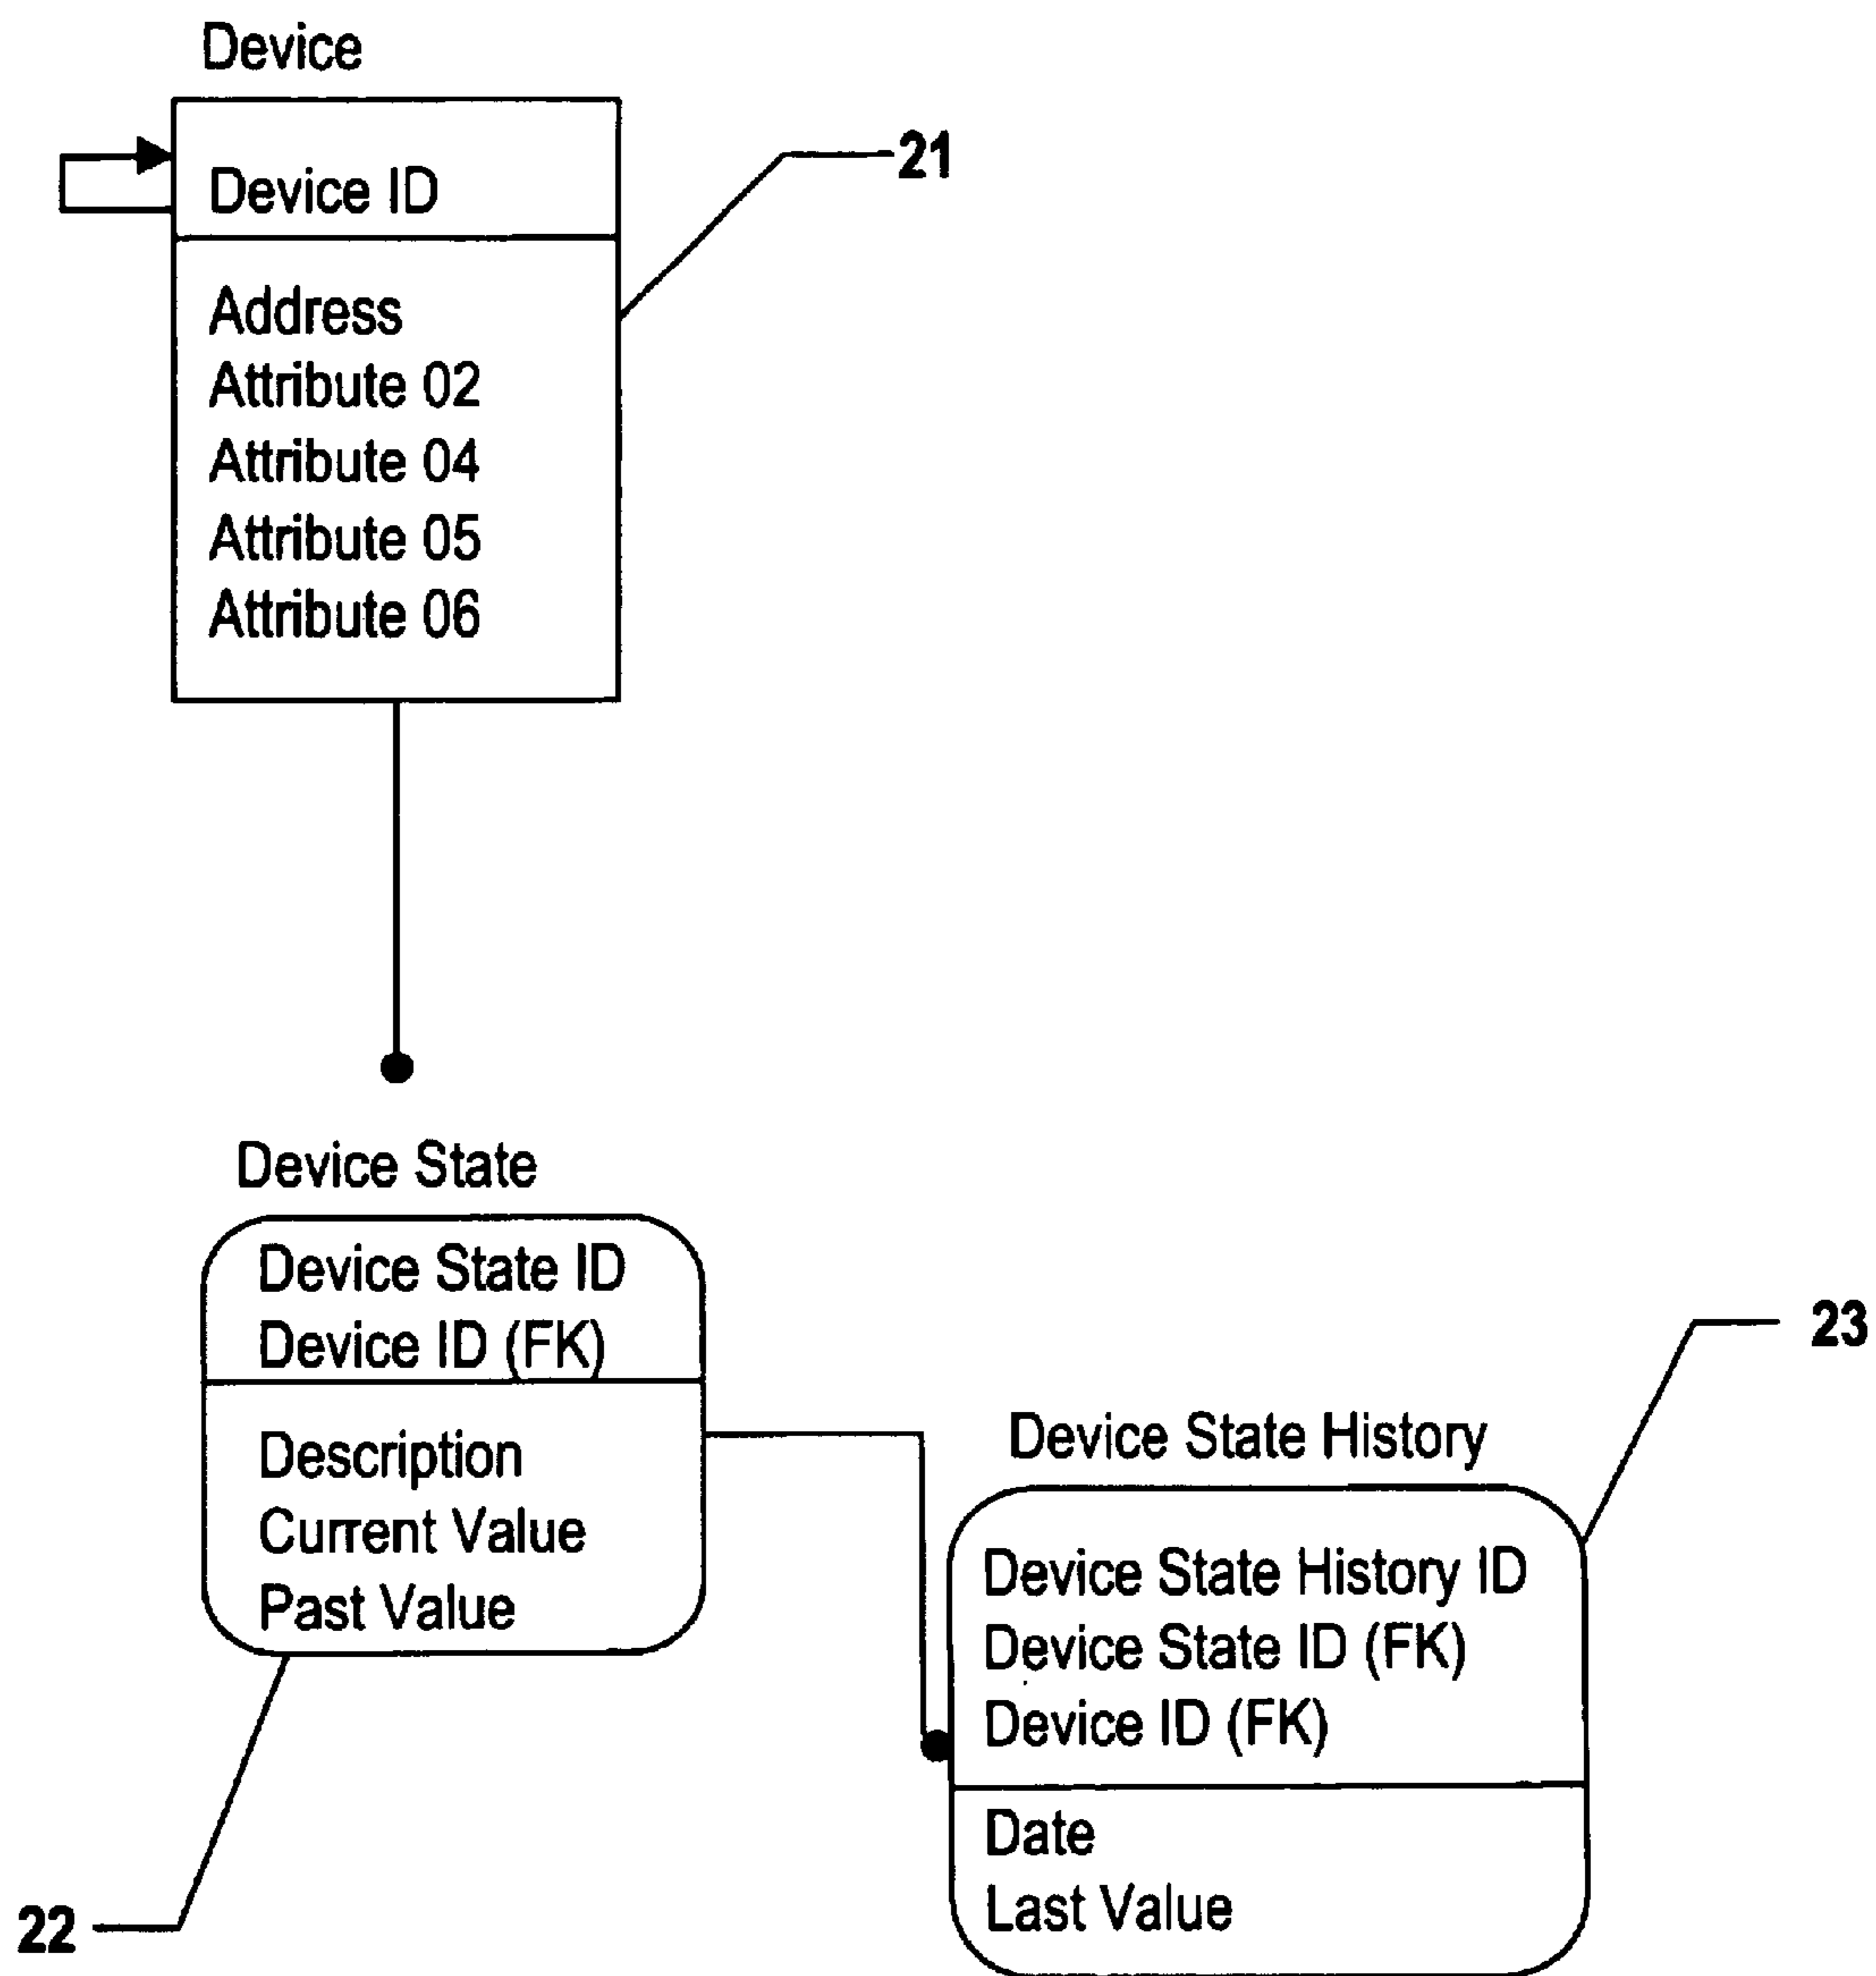 Device
Device ID
21
Address
Attribute 02
Attribute 04
Attribute 05
Attribute 06
Device State
Device State ID
Device ID (FK)
Description
Current Value
Past Value
22
23
Device State History
Device State History ID
Device State ID (FK)
Device ID (FK)
Date
Last Value